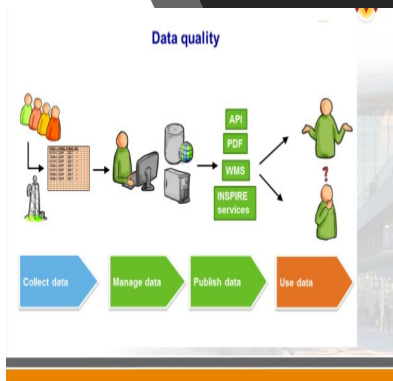 Data quality
API
PDF
WMS
INSPIRE
services
?
Collect data
Manage data
Publish data
Use data